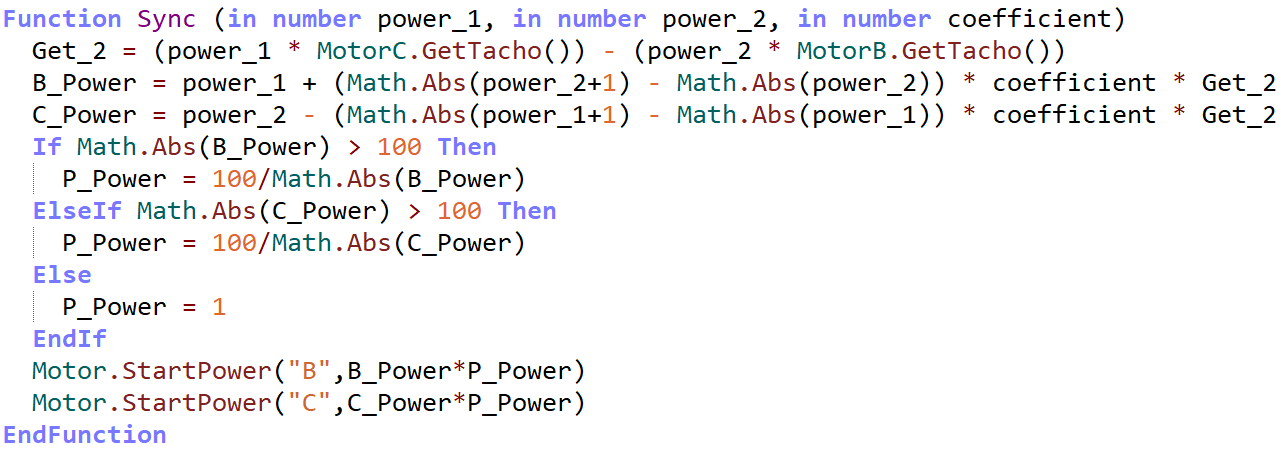 Function Sync (in number power_1, in number power_2, in number coefficient)
  Get_2 = (power_1 * MotorC.GetTacho()) - (power_2 * MotorB.GetTacho())
  B_Power = power_1 + (Math.Abs(power_2+1) - Math.Abs(power_2)) * coefficient * Get_2
  C_Power = power_2 - (Math.Abs(power_1+1) - Math.Abs(power_1)) * coefficient * Get_2
  If Math.Abs(B_Power) > 100 Then
    P_Power = 100/Math.Abs(B_Power)
  ElseIf Math.Abs(C_Power) > 100 Then
    P_Power = 100/Math.Abs(C_Power)
  Else
    P_Power = 1
  EndIf
  Motor.StartPower("B",B_Power*P_Power)
  Motor.StartPower("C",C_Power*P_Power)
EndFunction